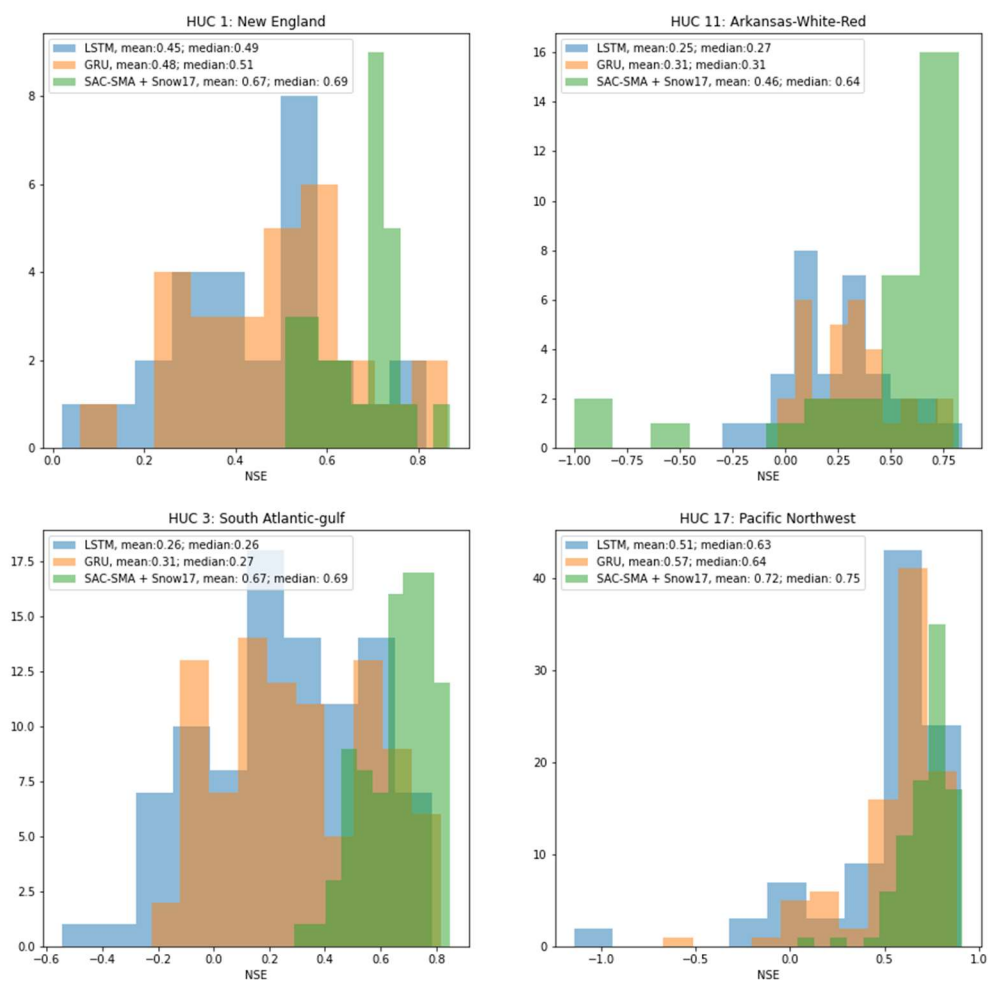 HUC 1: New England
LSTM, mean:0.45; median:0.49
GRU, mean:0.48; median:0.51
SAC-SMA + Snow17, mean: 0.67; median: 0.69
8
6
4
2
0
0.0 0.2 0.4 0.6 0.8
NSE
HUC 11: Arkansas-White-Red
LSTM, mean:0.25; median:0.27
GRU, mean:0.31; median:0.31
SAC-SMA + Snow17, mean: 0.46; median: 0.64
16
14
12
10
8
6
4
2
0
−1.00 −0.75 −0.50 −0.25 0.00 0.25 0.50 0.75
NSE
HUC 3: South Atlantic-gulf
LSTM, mean:0.26; median:0.26
GRU, mean:0.31; median:0.27
SAC-SMA + Snow17, mean: 0.67; median: 0.69
17.5
15.0
12.5
10.0
7.5
5.0
2.5
0.0
−0.6 −0.4 −0.2 0.0 0.2 0.4 0.6 0.8
NSE
HUC 17: Pacific Northwest
LSTM, mean:0.51; median:0.63
GRU, mean:0.57; median:0.64
SAC-SMA + Snow17, mean: 0.72; median: 0.75
40
30
20
10
0
−1.0 −0.5 0.0 0.5 1.0
NSE